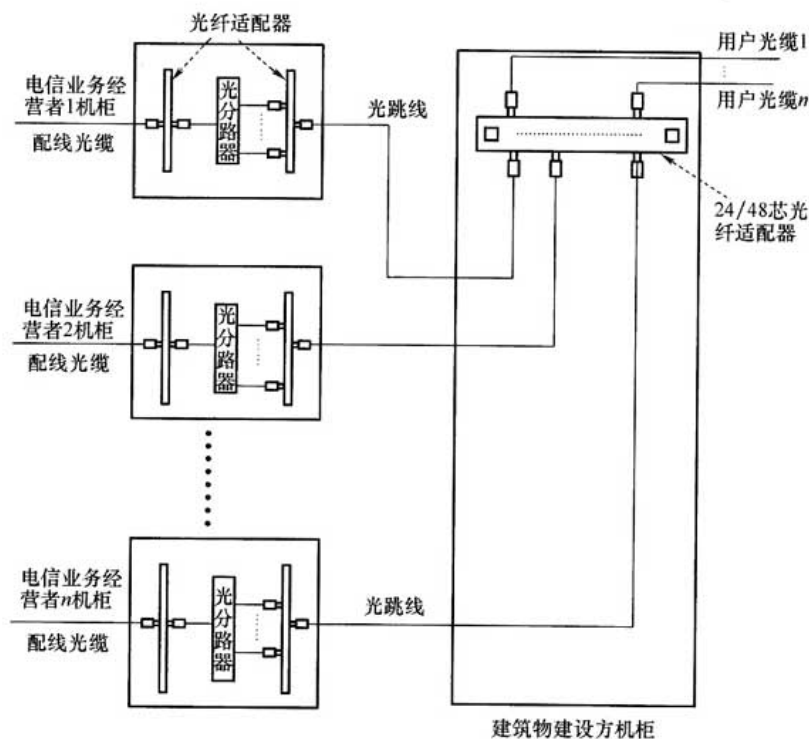 光纤适配器
电信业务经
营者1机柜
配线光缆
光分路器
光跳线
用户光缆1
用户光缆n
24/48芯光
纤适配器
电信业务经
营者2机柜
配线光缆
光分路器
电信业务经
营者n机柜
配线光缆
光分路器
光跳线
建筑物建设方机柜